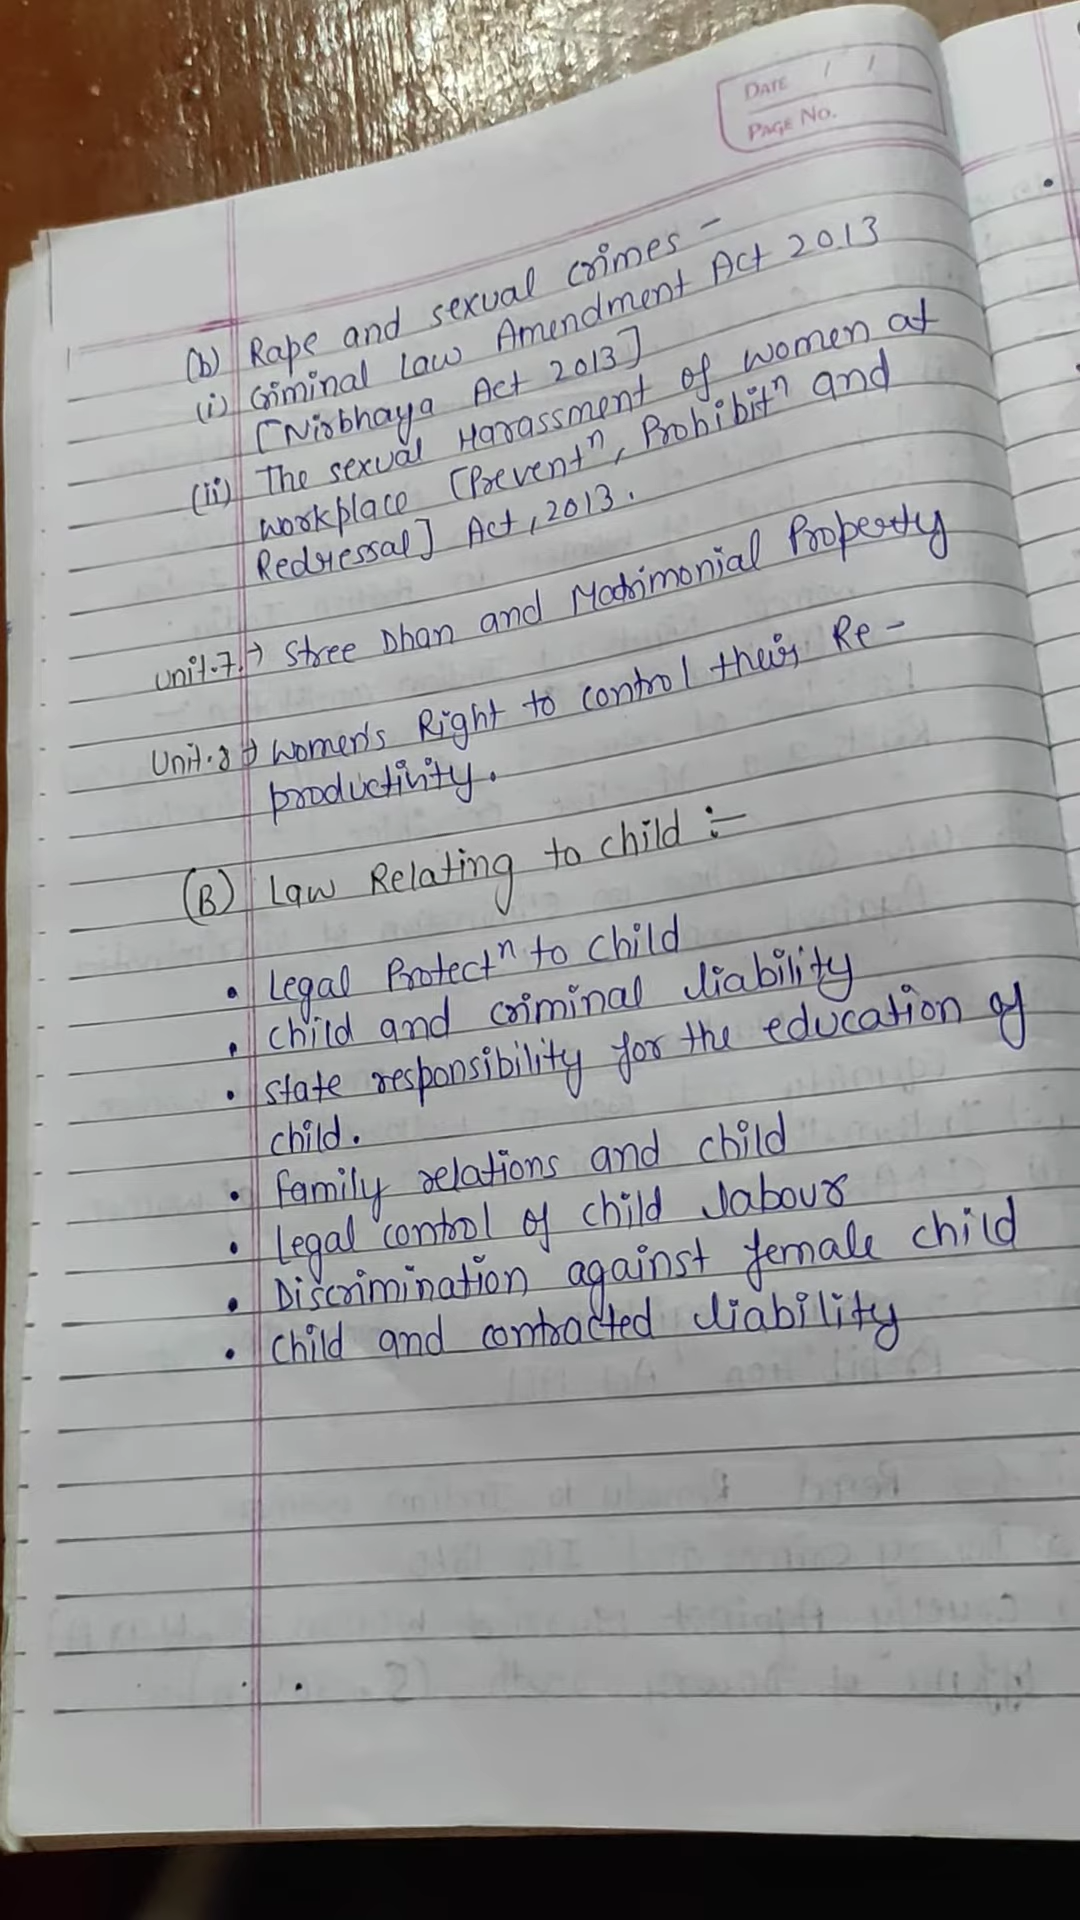 DATE / /
PAGE NO.
(b) Rape and sexual crimes -
(i) Criminal Law Amendment Act 2013
[Nirbhaya Act 2013]
(ii) The sexual Harassment of women at
workplace [Preventⁿ, Prohibitⁿ and
Redressal] Act, 2013.
Unit.7.→ Stree Dhan and Matrimonial Property
Unit.8→ Women's Right to control their Re-
productivity.
(B) Law Relating to child :-
• Legal Protectⁿ to child
• child and criminal liability
• state responsibility for the education of
child.
• family relations and child
• Legal control of child labour
• Discrimination against female child
• child and contracted liability